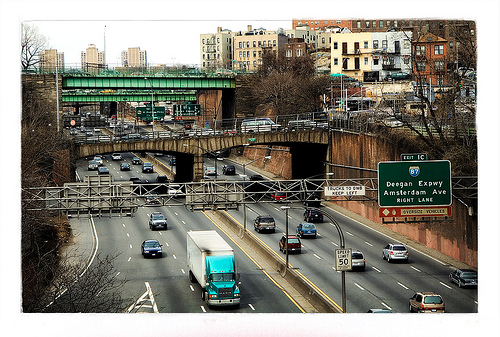 EXIT 1C
87
Deegan Expwy
Amsterdam Ave
RIGHT LANE
TRUCKS TO GWB
KEEP LEFT
OVERSIZE VEHICLES
SPEED
LIMIT
50